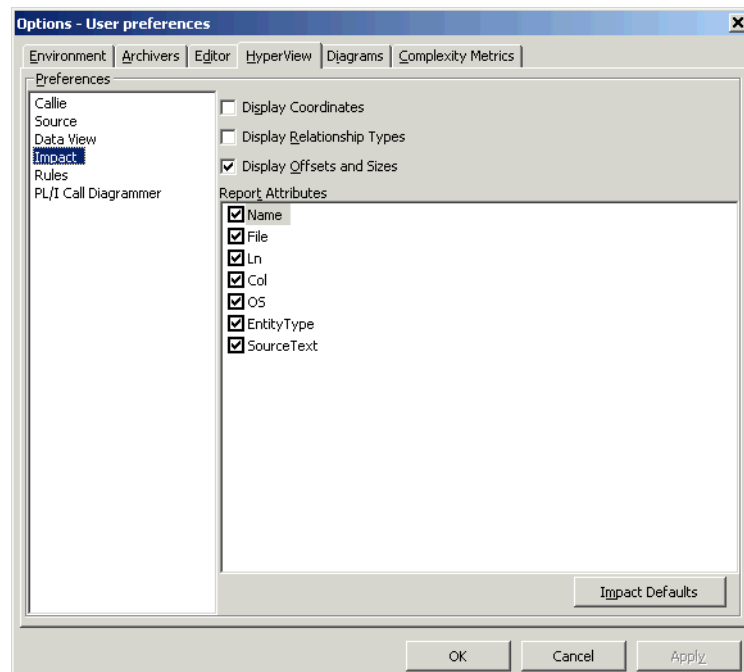 Options - User preferences
Environment Archivers Editor HyperView Diagrams Complexity Metrics
Preferences
Callie
Source
Data View
Impact
Rules
PL/I Call Diagrammer
Display Coordinates
Display Relationship Types
Display Offsets and Sizes
Report Attributes
Name
File
Ln
Col
OS
EntityType
SourceText
Impact Defaults
OK Cancel Apply